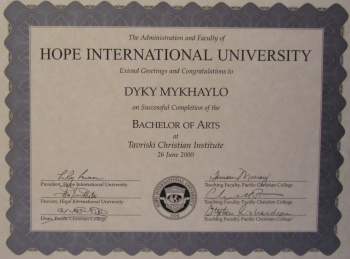 The Administration and Faculty of
HOPE INTERNATIONAL UNIVERSITY
Extend Greetings and Congratulations to
DYKY MYKHAYLO
on Successful Completion of the
BACHELOR OF ARTS
at
Tavriski Christian Institute
26 June 2000
President, Hope International University
Teaching Faculty, Pacific Christian College
Hope International University
Teaching Faculty, Pacific Christian College
Dean, Pacific Christian College
Teaching Faculty, Pacific Christian College